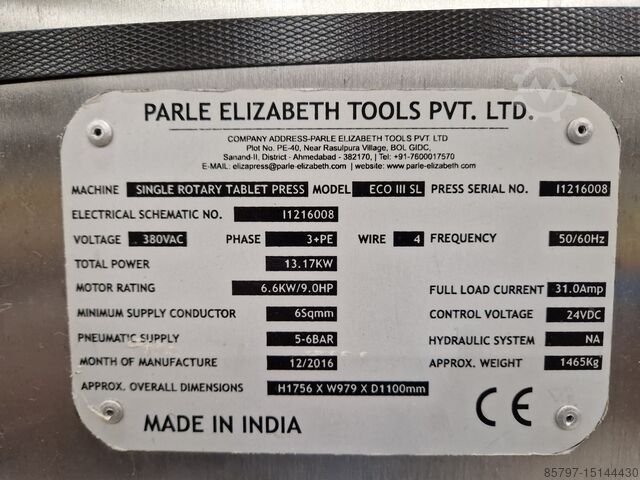 PARLE ELIZABETH TOOLS PVT. LTD.
COMPANY ADDRESS-PARLE ELIZABETH TOOLS PVT. LTD
Plot No. PE-40, Near Rasulpura Village, BOL GIDC,
Sanand-II, District - Ahmedabad - 382170, | Tel: +91-7600017570
E-MAIL: elizapress@parle-elizabeth.com | website: www.parle-elizabeth.com
MACHINE SINGLE ROTARY TABLET PRESS MODEL ECO III SL PRESS SERIAL NO. I1216008
ELECTRICAL SCHEMATIC NO. I1216008
VOLTAGE 380VAC PHASE 3+PE WIRE 4 FREQUENCY 50/60Hz
TOTAL POWER 13.17KW
MOTOR RATING 6.6KW/9.0HP FULL LOAD CURRENT 31.0Amp
MINIMUM SUPPLY CONDUCTOR 6Sqmm CONTROL VOLTAGE 24VDC
PNEUMATIC SUPPLY 5-6BAR HYDRAULIC SYSTEM NA
MONTH OF MANUFACTURE 12/2016 APPROX. WEIGHT 1465Kg
APPROX. OVERALL DIMENSIONS H1756 X W979 X D1100mm
MADE IN INDIA CE
85797-15144430